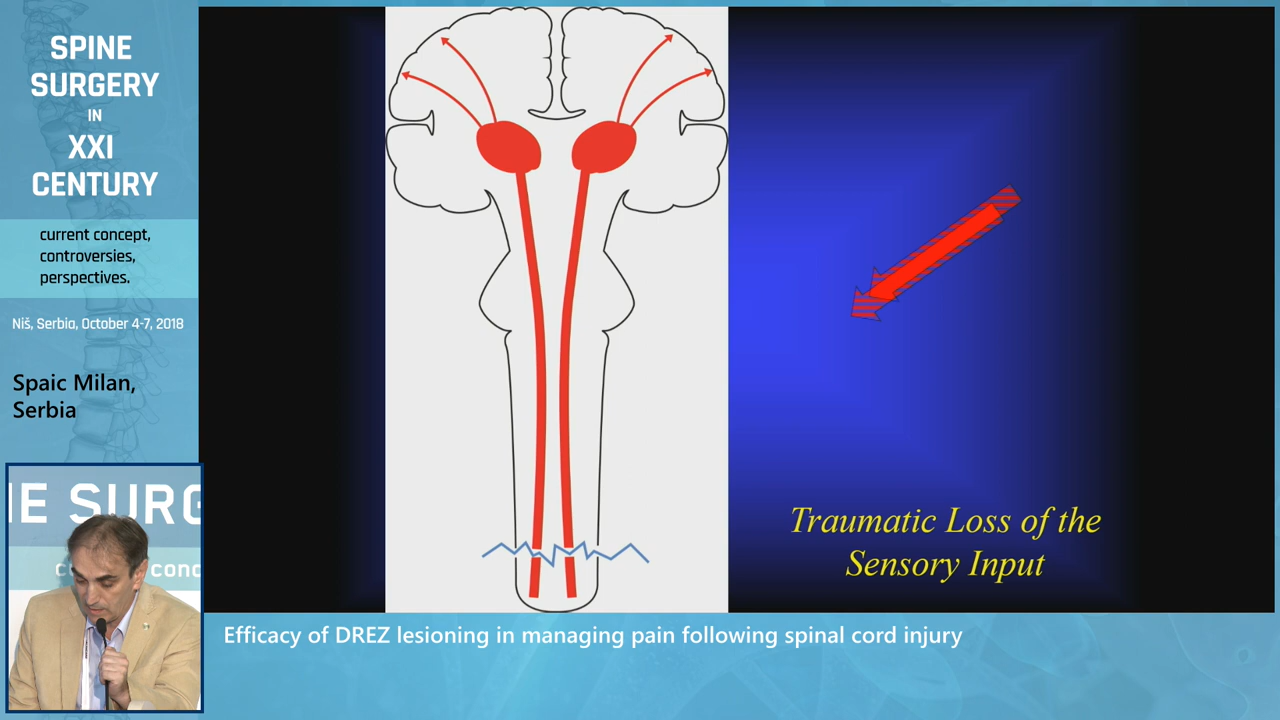 SPINE
SURGERY
IN
XXI
CENTURY
current concept,
controversies,
perspectives.
Niš, Serbia, October 4-7, 2018
Spaic Milan,
Serbia
Traumatic Loss of the
Sensory Input
Efficacy of DREZ lesioning in managing pain following spinal cord injury